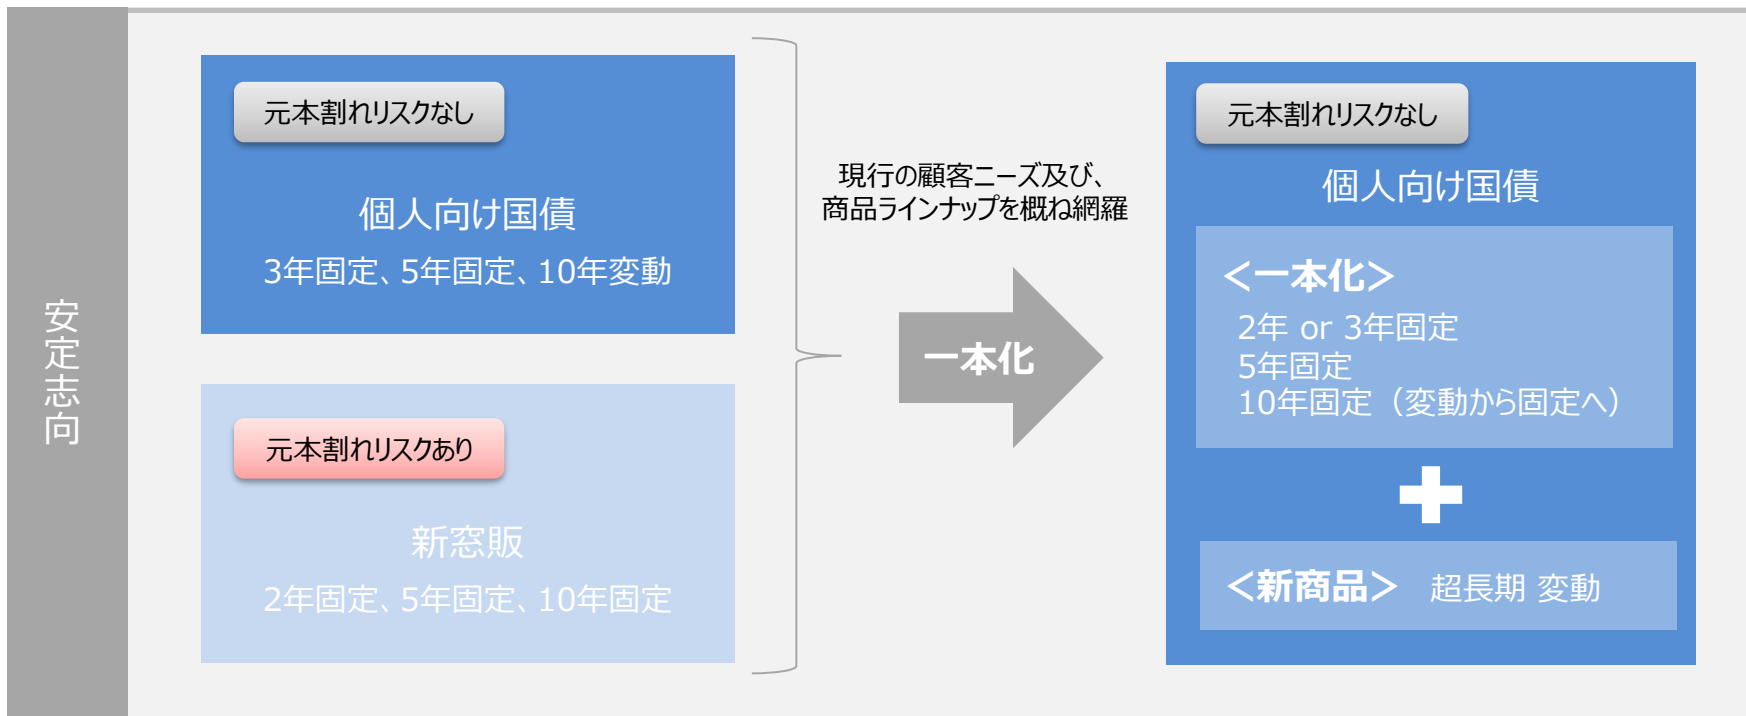 安定志向
元本割れリスクなし
個人向け国債
3年固定、5年固定、10年変動
元本割れリスクあり
新窓販
2年固定、5年固定、10年固定
現行の顧客ニーズ及び、
商品ラインナップを概ね網羅
一本化
元本割れリスクなし
個人向け国債
＜一本化＞
2年 or 3年固定
5年固定
10年固定（変動から固定へ）
＜新商品＞ 超長期 変動